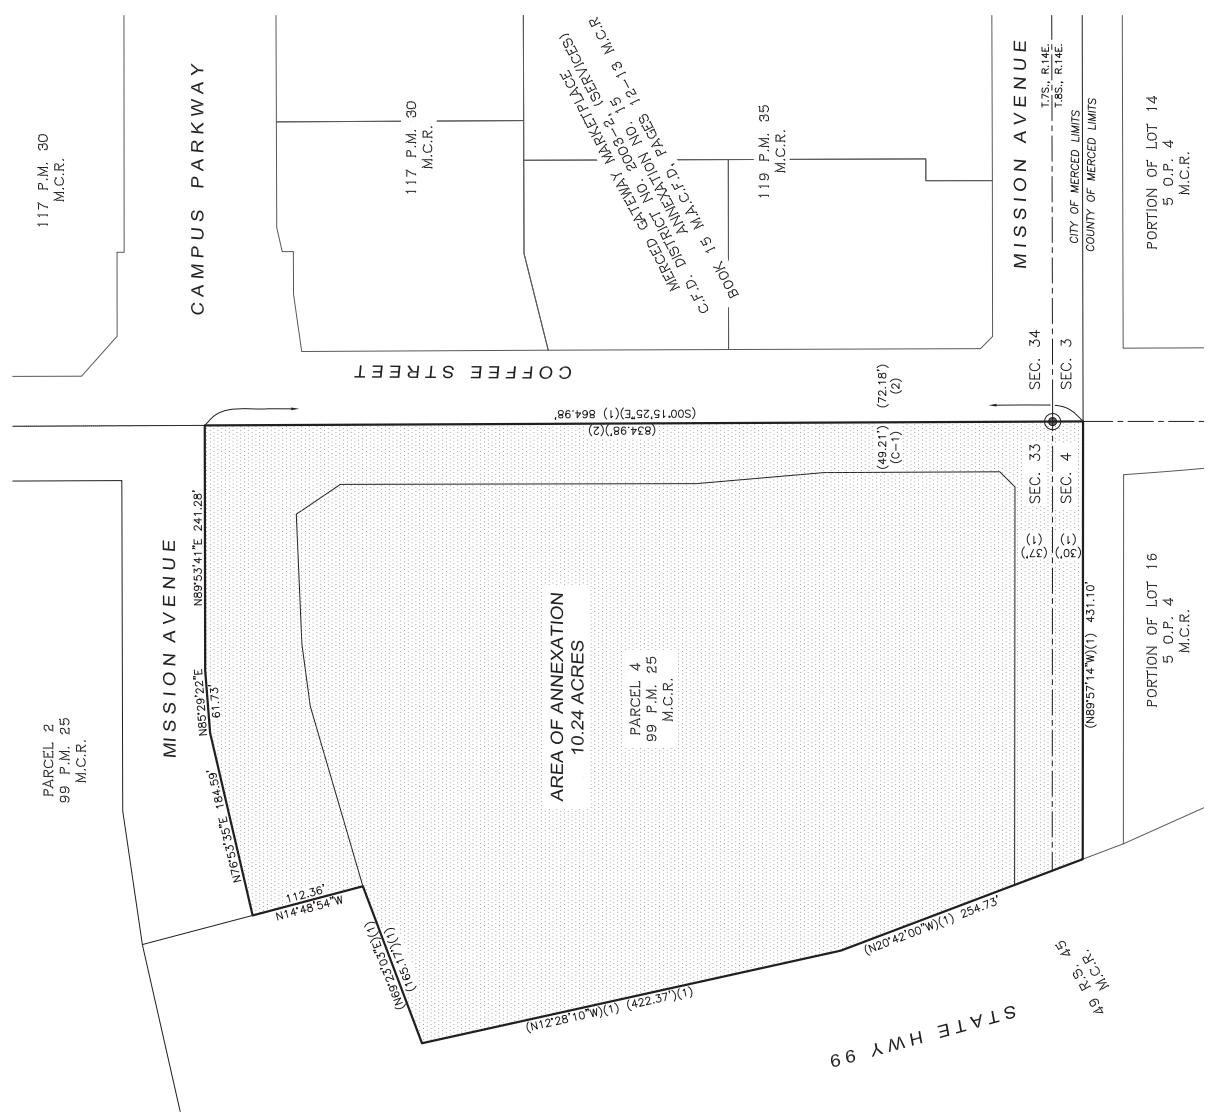 117 P.M. 30
M.C.R.
CAMPUS PARKWAY
117 P.M. 30
M.C.R.
MERCED GATEWAY MARKETPLACE
C.F.D. DISTRICT NO. 2003-2, (SERVICES)
ANNEXATION NO. 15
BOOK 15 M.A.C.F.D, PAGES 12-13 M.C.R
119 P.M. 35
M.C.R.
MISSION AVENUE
T.7S., R.14E.
T.8S., R.14E.
CITY OF MERCED LIMITS
COUNTY OF MERCED LIMITS
PORTION OF LOT 14
5 O.P. 4
M.C.R.
COFFEE STREET
(S00°15'25"E)(1) 864.98'
(834.98')(2)
(72.18')
(2)
(49.21')
(C-1)
SEC. 34
SEC. 3
SEC. 33
SEC. 4
(37')
(1)
(30')
(1)
MISSION AVENUE
N89°53'41"E 241.28'
N85°29'22"E
61.73'
N76°53'35"E 184.59'
112.36'
N14°48'54"W
(N69°23'03"E)(1)
(165.17')(1)
(N12°28'10"W)(1) (422.37')(1)
(N20°42'00"W)(1) 254.73'
(N89°57'14"W)(1) 431.10'
AREA OF ANNEXATION
10.24 ACRES
PARCEL 4
99 P.M. 25
M.C.R.
PARCEL 2
99 P.M. 25
M.C.R.
PORTION OF LOT 16
5 O.P. 4
M.C.R.
STATE HWY 99
49 R.S. 45
M.C.R.